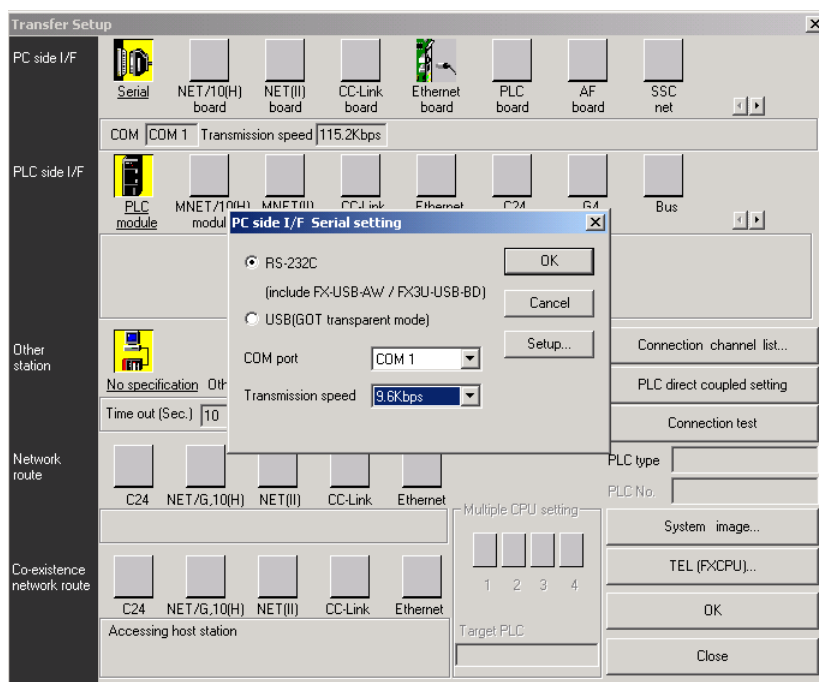 Transfer Setup
PC side I/F
Serial
NET/10(H) board
NET(II) board
CC-Link board
Ethernet board
PLC board
AF board
SSC net
COM COM 1 Transmission speed 115.2Kbps
PLC side I/F
PLC module
MNET/10(H) modul
MNET(II)
CC-Link
Ethernet
C24
G4
Bus
PC side I/F Serial setting
RS-232C
(include FX-USB-AW / FX3U-USB-BD)
USB(GOT transparent mode)
COM port COM 1
Transmission speed 9.6Kbps
OK
Cancel
Setup...
Other station
No specification Oth
Time out (Sec.) 10
Connection channel list...
PLC direct coupled setting
Connection test
PLC type
PLC No.
System image...
TEL (FXCPU)...
OK
Close
Network route
C24
NET/G,10(H)
NET(II)
CC-Link
Ethernet
Multiple CPU setting
1 2 3 4
Target PLC
Co-existence network route
C24
NET/G,10(H)
NET(II)
CC-Link
Ethernet
Accessing host station